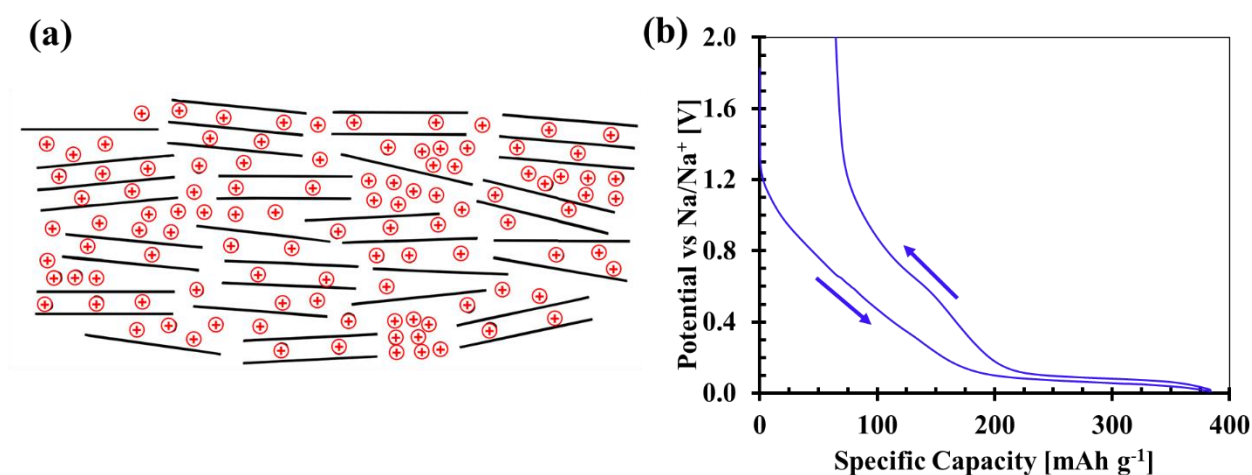 (a)
(b)
2.0
1.6
1.2
0.8
0.4
0.0
Potential vs Na/Na⁺ [V]
0
100
200
300
400
Specific Capacity [mAh g⁻¹]